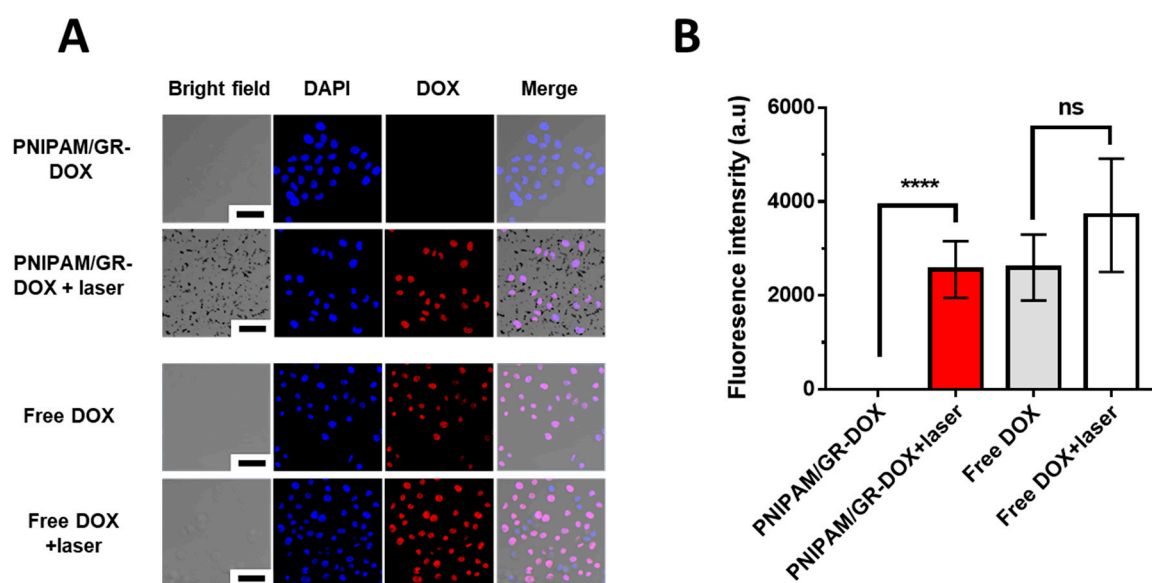 A
Bright field DAPI DOX Merge
PNIPAM/GR-
DOX
PNIPAM/GR-
DOX + laser
Free DOX
Free DOX
+laser
B
Fluoresence intensrity (a.u)
6000
4000
2000
0
****
ns
PNIPAM/GR-DOX
PNIPAM/GR-DOX+laser
Free DOX
Free DOX+laser